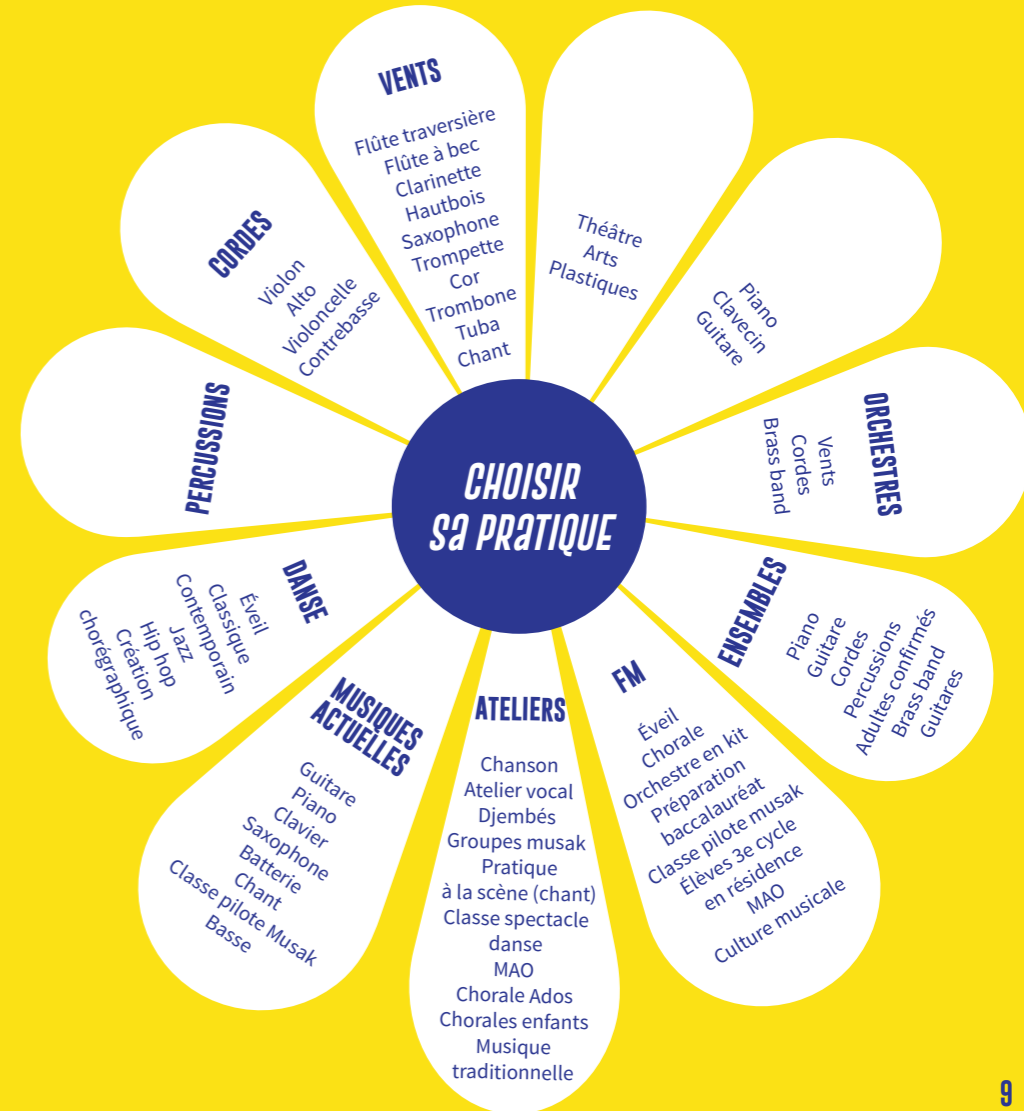 CHOISIR
Sa PRaTIQUE
VENTS
Flûte traversière
Flûte à bec
Clarinette
Hautbois
Saxophone
Trompette
Cor
Trombone
Tuba
Chant
Théâtre
Arts
Plastiques
Piano
Clavecin
Guitare
ORCHESTRES
Vents
Cordes
Brass band
ENSEMBLES
Piano
Guitare
Cordes
Percussions
Adultes confirmés
Brass band
Guitares
FM
Éveil
Chorale
Orchestre en kit
Préparation
baccalauréat
Classe pilote musak
Élèves 3e cycle
en résidence
MAO
Culture musicale
ATELIERS
Chanson
Atelier vocal
Djembés
Groupes musak
Pratique
à la scène (chant)
Classe spectacle
danse
MAO
Chorale Ados
Chorales enfants
Musique
traditionnelle
MUSIQUES
ACTUELLES
Guitare
Piano
Clavier
Saxophone
Batterie
Chant
Classe pilote Musak
Basse
DANSE
Éveil
Classique
Contemporain
Jazz
Hip hop
Création
chorégraphique
PERCUSSIONS
CORDES
Violon
Alto
Violoncelle
Contrebasse
9